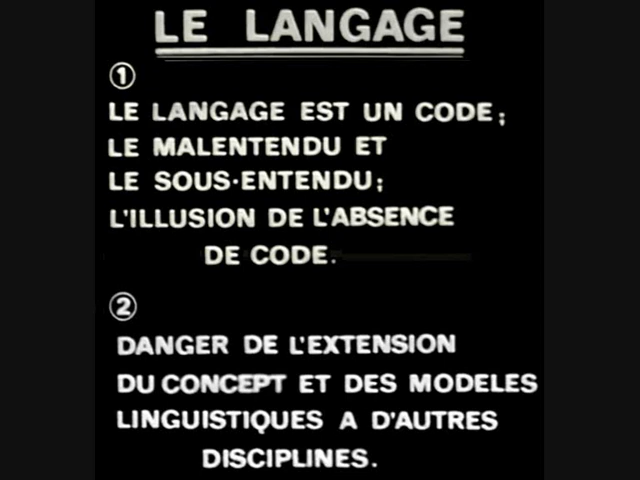 LE LANGAGE
①
LE LANGAGE EST UN CODE;
LE MALENTENDU ET
LE SOUS-ENTENDU;
L'ILLUSION DE L'ABSENCE
DE CODE.
②
DANGER DE L'EXTENSION
DU CONCEPT ET DES MODELES
LINGUISTIQUES A D'AUTRES
DISCIPLINES.